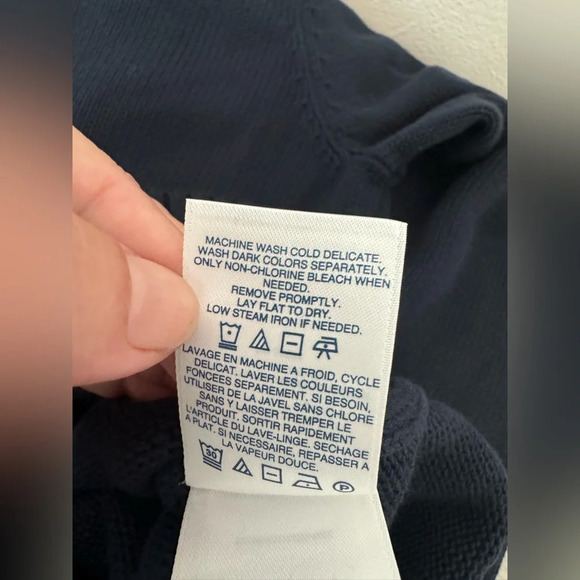 MACHINE WASH COLD DELICATE.
WASH DARK COLORS SEPARATELY.
ONLY NON-CHLORINE BLEACH WHEN
NEEDED.
REMOVE PROMPTLY.
LAY FLAT TO DRY.
LOW STEAM IRON IF NEEDED.
LAVAGE EN MACHINE A FROID, CYCLE
DELICAT. LAVER LES COULEURS
FONCEES SEPAREMENT. SI BESOIN,
UTILISER DE LA JAVEL SANS CHLORE
SANS Y LAISSER TREMPER LE
PRODUIT. SORTIR RAPIDEMENT
L'ARTICLE DU LAVE-LINGE. SECHAGE
A PLAT. SI NECESSAIRE, REPASSER A
LA VAPEUR DOUCE.
30 P